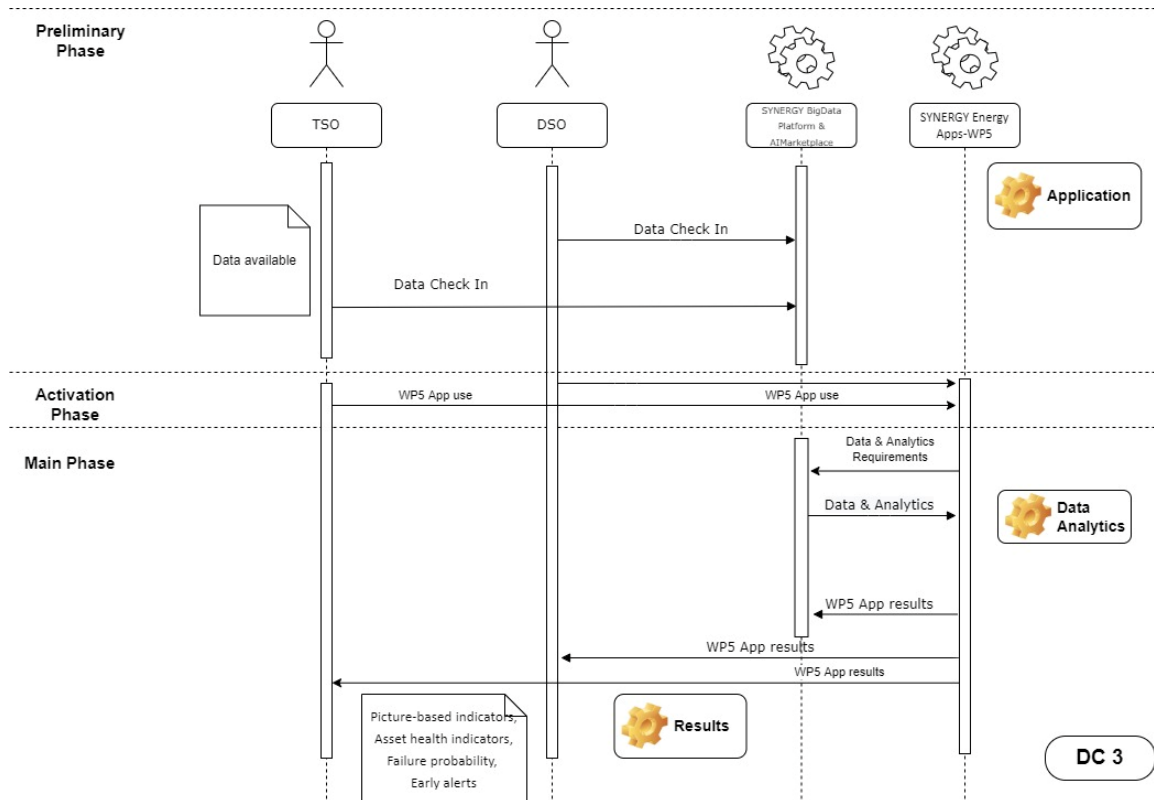 Preliminary
Phase
TSO
DSO
SYNERGY BigData
Platform &
AIMarketplace
SYNERGY Energy
Apps-WP5
Application
Data available
Data Check In
Data Check In
Activation
Phase
WP5 App use
WP5 App use
Main Phase
Data & Analytics
Requirements
Data & Analytics
Data
Analytics
WP5 App results
WP5 App results
WP5 App results
Picture-based indicators,
Asset health indicators,
Failure probability,
Early alerts
Results
DC 3